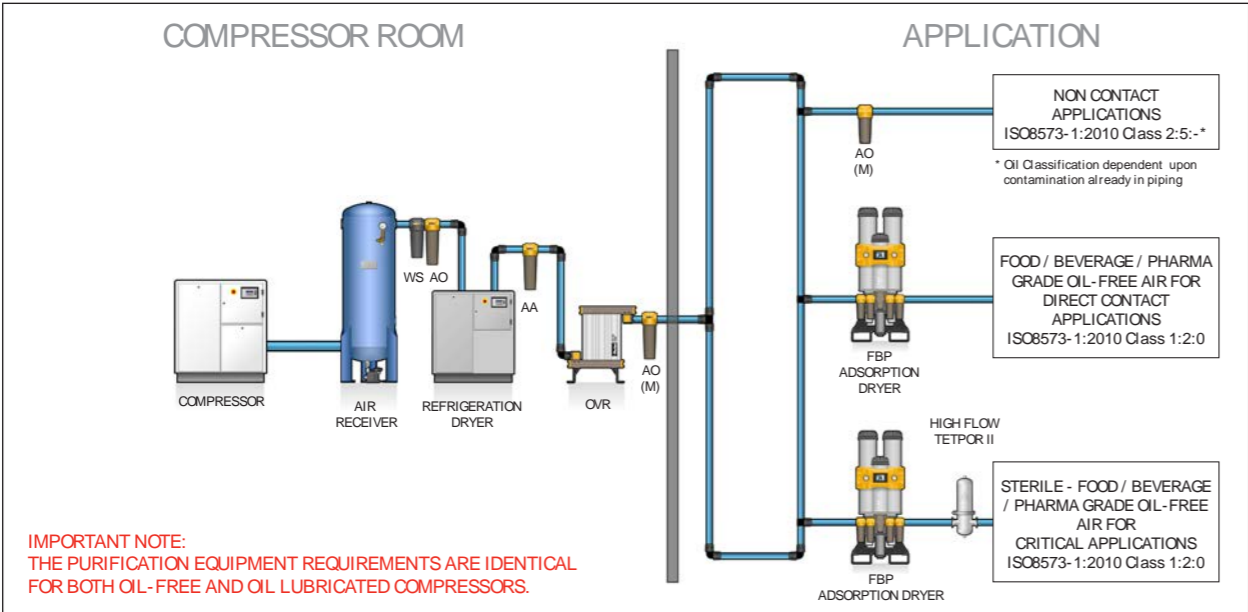 COMPRESSOR ROOM
APPLICATION
NON CONTACT
APPLICATIONS
ISO8573-1:2010 Class 2:5:-*
* Oil Classification dependent upon
contamination already in piping
AO
(M)
WS AO
AA
FOOD / BEVERAGE / PHARMA
GRADE OIL-FREE AIR FOR
DIRECT CONTACT
APPLICATIONS
ISO8573-1:2010 Class 1:2:0
FBP
ADSORPTION
DRYER
AO
(M)
COMPRESSOR
AIR
RECEIVER
REFRIGERATION
DRYER
OVR
HIGH FLOW
TETPOR II
STERILE - FOOD / BEVERAGE
/ PHARMA GRADE OIL-FREE
AIR FOR
CRITICAL APPLICATIONS
ISO8573-1:2010 Class 1:2:0
FBP
ADSORPTION DRYER
IMPORTANT NOTE:
THE PURIFICATION EQUIPMENT REQUIREMENTS ARE IDENTICAL
FOR BOTH OIL-FREE AND OIL LUBRICATED COMPRESSORS.